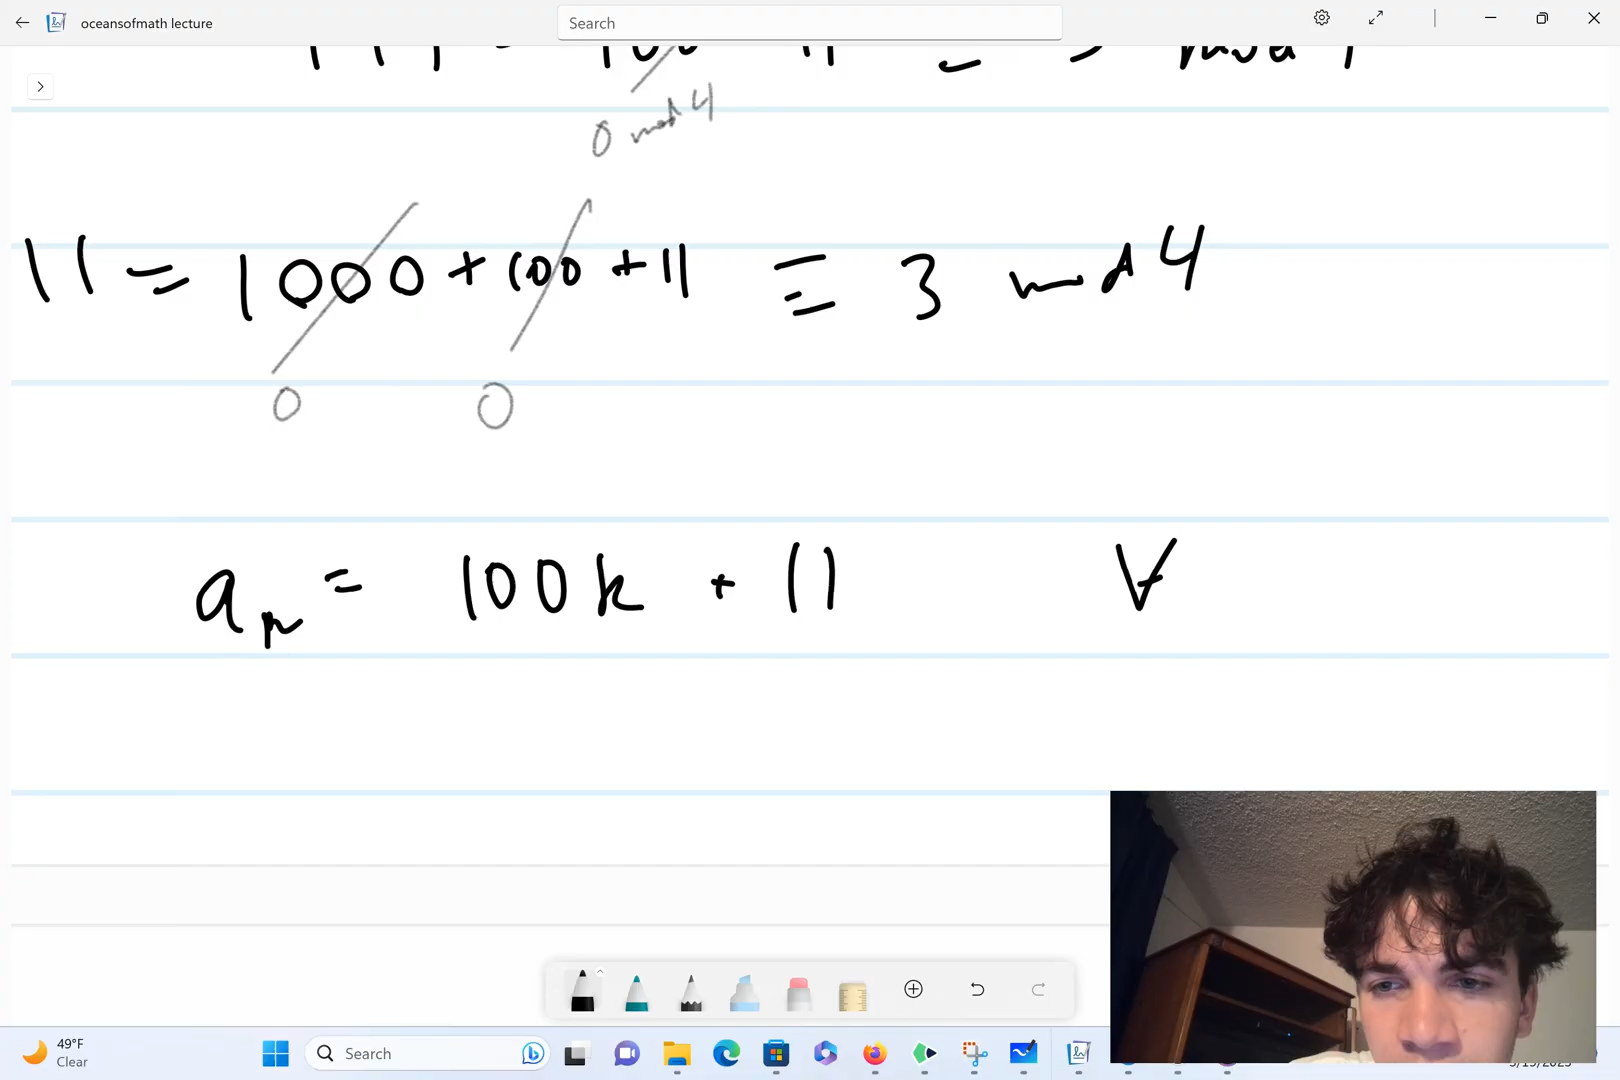 oceansofmath lecture
Search
0 mod 4
11 = 1000 + 100 + 11 ≡ 3 mod 4
0 0
aₙ = 100k + 11 ∀
49°F
Clear
Search